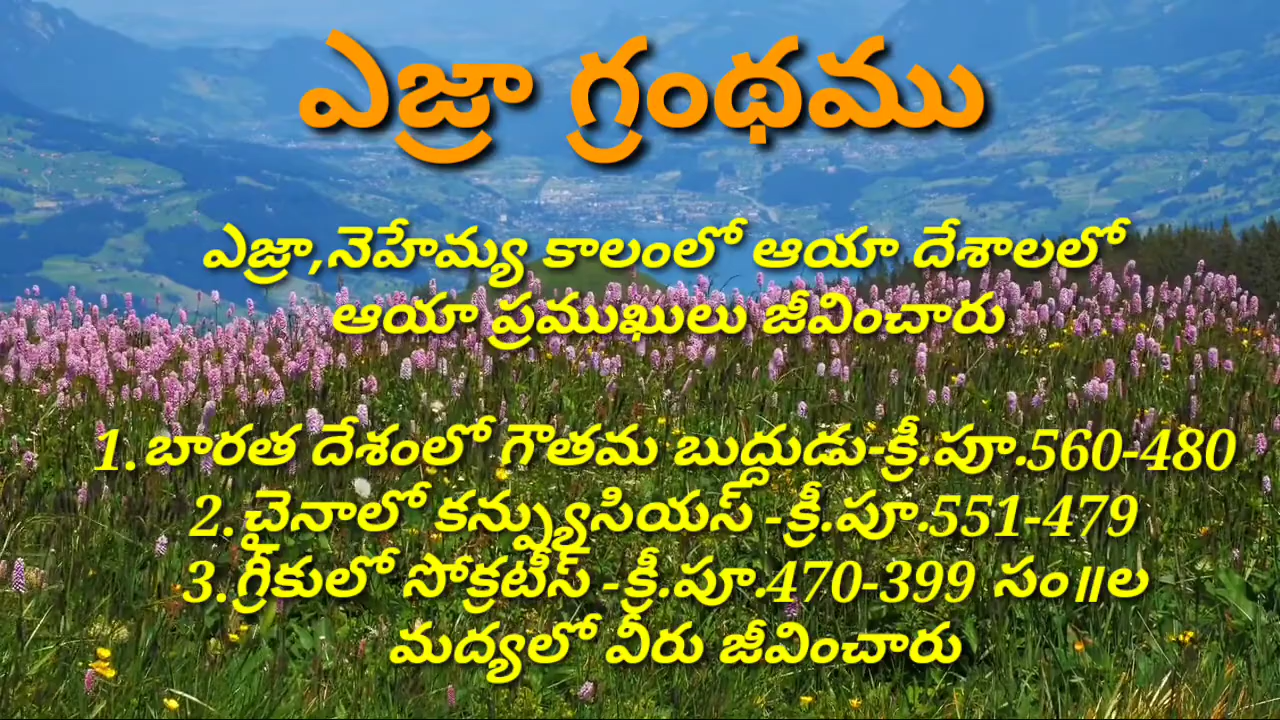 ఎజ్రా గ్రంథము
ఎజ్రా,నెహేమ్య కాలంలో ఆయా దేశాలలో
ఆయా ప్రముఖులు జీవించారు
1.బారత దేశంలో గౌతమ బుద్దుడు-క్రీ.పూ.560-480
2.చైనాలో కన్ఫ్యుసియస్ -క్రీ.పూ.551-479
3.గ్రీకులో సోక్రటీస్ -క్రీ.పూ.470-399 సం॥ల
మద్యలో వీరు జీవించారు